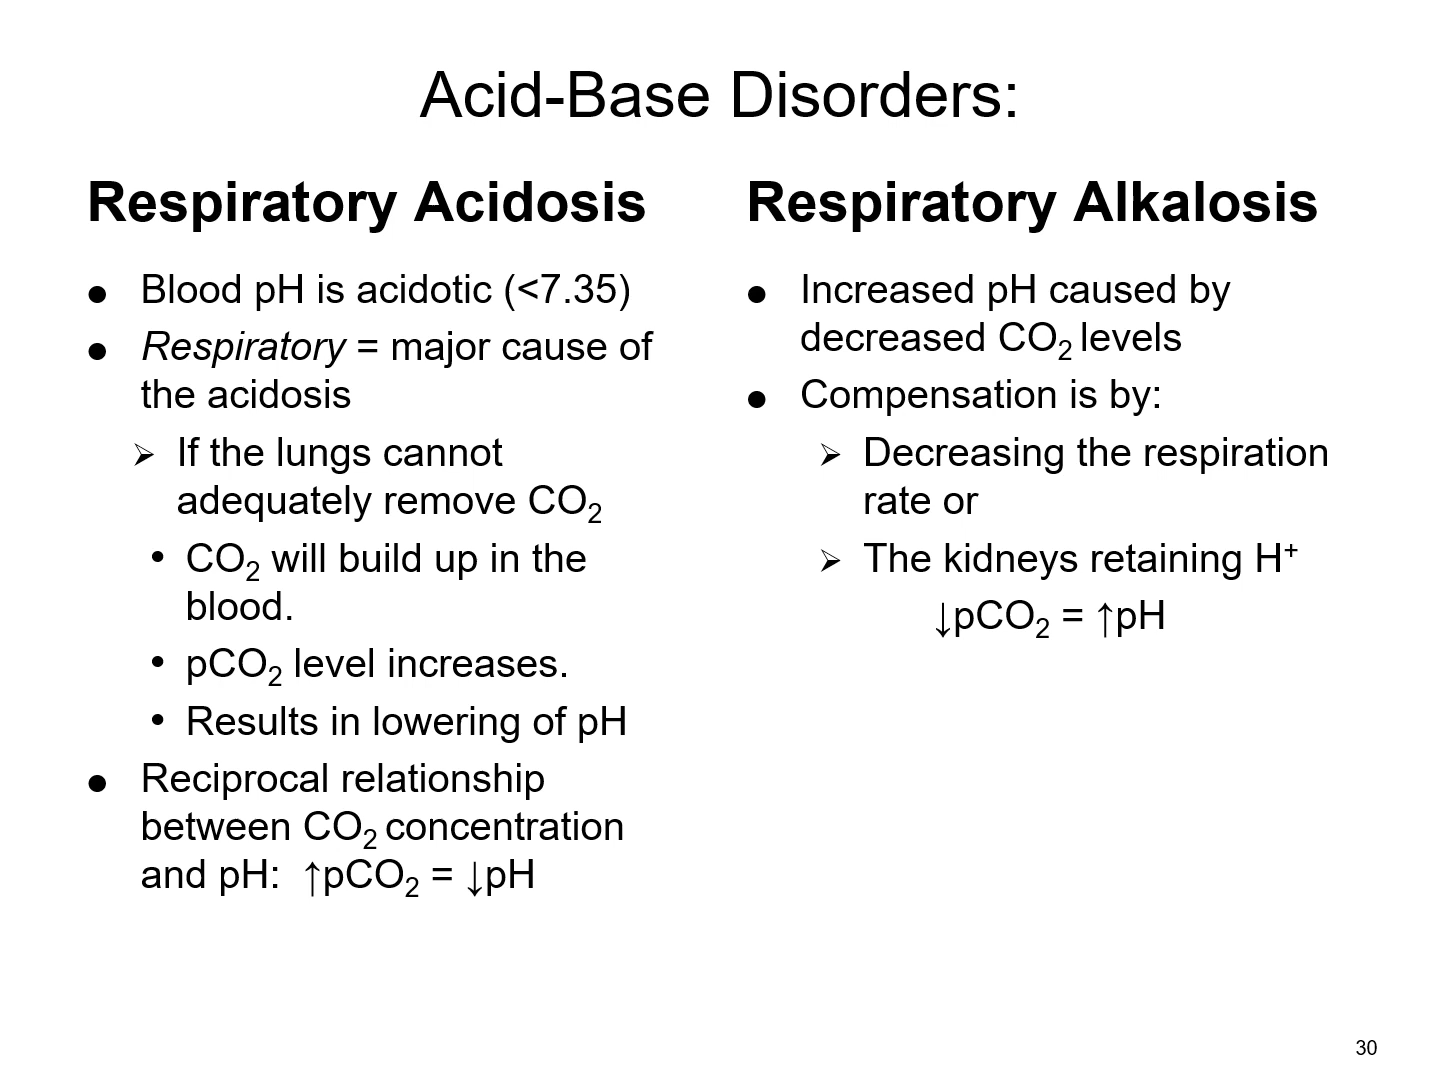 Acid-Base Disorders:
Respiratory Acidosis
● Blood pH is acidotic (<7.35)
● Respiratory = major cause of
the acidosis
➢ If the lungs cannot
adequately remove CO₂
• CO₂ will build up in the
blood.
• pCO₂ level increases.
• Results in lowering of pH
● Reciprocal relationship
between CO₂ concentration
and pH: ↑pCO₂ = ↓pH
Respiratory Alkalosis
● Increased pH caused by
decreased CO₂ levels
● Compensation is by:
➢ Decreasing the respiration
rate or
➢ The kidneys retaining H⁺
↓pCO₂ = ↑pH
30